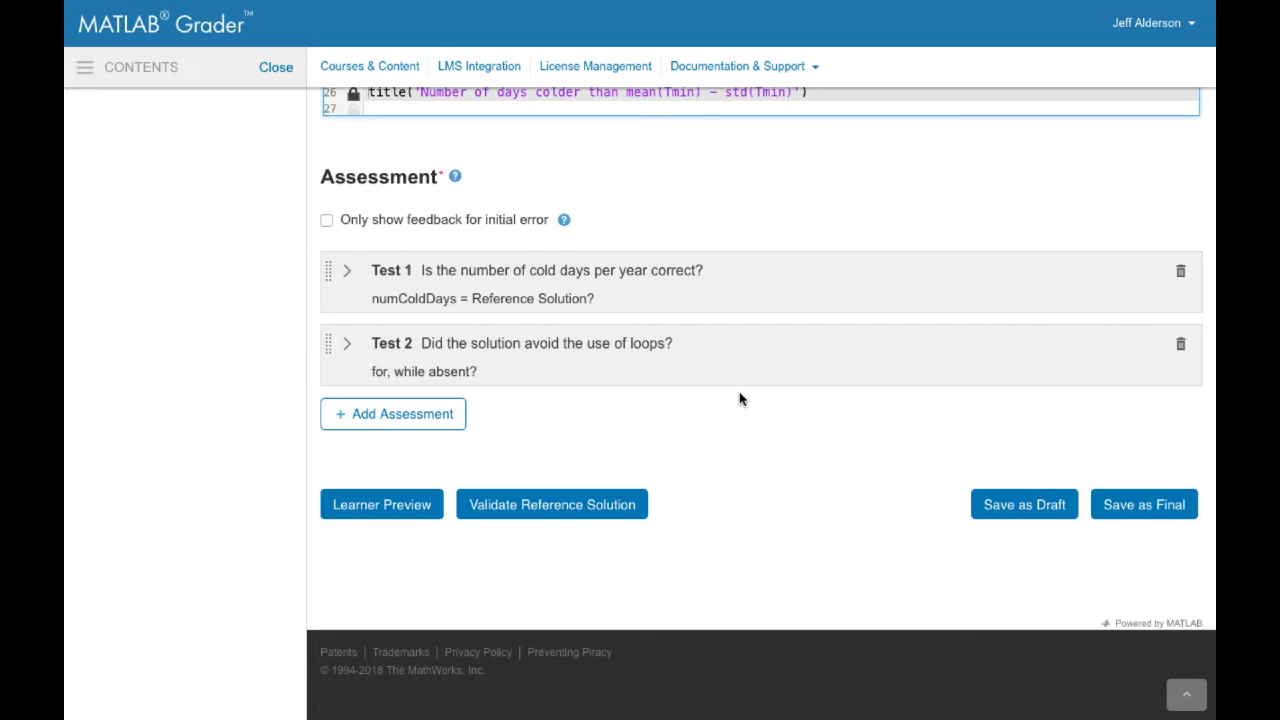 MATLAB® Grader™
Jeff Alderson
CONTENTS
Close
Courses & Content
LMS Integration
License Management
Documentation & Support
26 title('Number of days colder than mean(Tmin) - std(Tmin)')
27
Assessment*
Only show feedback for initial error
Test 1 Is the number of cold days per year correct?
numColdDays = Reference Solution?
Test 2 Did the solution avoid the use of loops?
for, while absent?
+ Add Assessment
Learner Preview
Validate Reference Solution
Save as Draft
Save as Final
Powered by MATLAB
Patents | Trademarks | Privacy Policy | Preventing Piracy
© 1994-2018 The MathWorks, Inc.